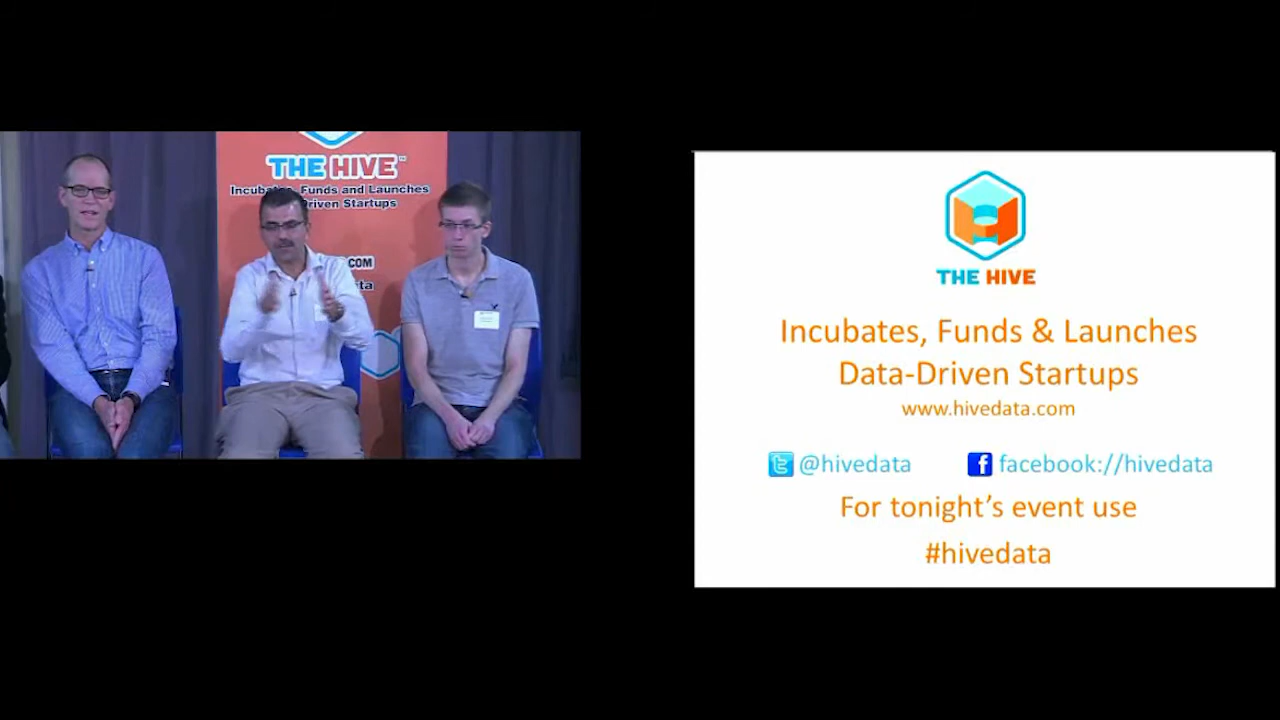 THE HIVE™
Incubates, Funds and Launches
Driven Startups
.COM
THE HIVE
Incubates, Funds & Launches
Data-Driven Startups
www.hivedata.com
@hivedata
facebook://hivedata
For tonight's event use
#hivedata